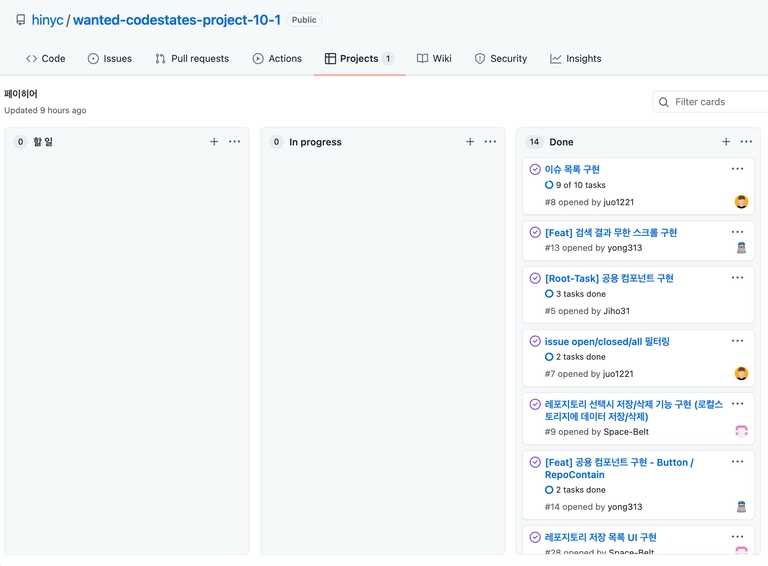 hinyc / wanted-codestates-project-10-1 Public
Code Issues Pull requests Actions Projects 1 Wiki Security Insights
페이히어
Updated 9 hours ago
Filter cards
0 할 일
0 In progress
14 Done
이슈 목록 구현
9 of 10 tasks
#8 opened by juo1221
[Feat] 검색 결과 무한 스크롤 구현
#13 opened by yong313
[Root-Task] 공용 컴포넌트 구현
3 tasks done
#5 opened by Jiho31
issue open/closed/all 필터링
2 tasks done
#7 opened by juo1221
레포지토리 선택시 저장/삭제 기능 구현 (로컬스
토리지에 데이터 저장/삭제)
#9 opened by Space-Belt
[Feat] 공용 컴포넌트 구현 - Button /
RepoContain
2 tasks done
#14 opened by yong313
레포지토리 저장 목록 UI 구현
#28 opened by Space-Belt